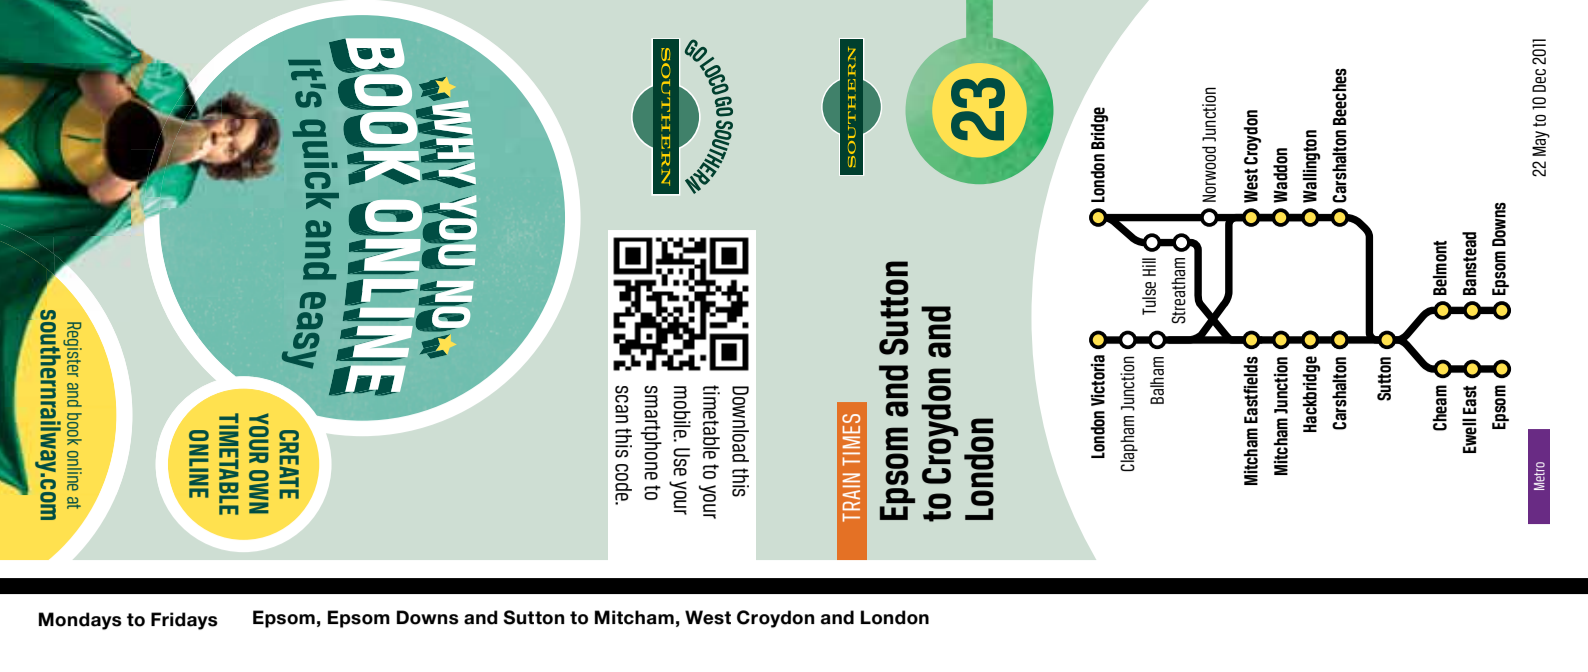 WHY YOU NO
BOOK ONLINE
It's quick and easy
CREATE
YOUR OWN
TIMETABLE
ONLINE
Register and book online at
southernrailway.com
SOUTHERN
GO LOCO GO SOUTHERN
Download this
timetable to your
mobile. Use your
smartphone to
scan this code.
SOUTHERN
23
TRAIN TIMES
Epsom and Sutton
to Croydon and
London
London Bridge
Norwood Junction
West Croydon
Waddon
Wallington
Carshalton Beeches
Tulse Hill
Streatham
Belmont
Banstead
Epsom Downs
London Victoria
Clapham Junction
Balham
Mitcham Eastfields
Mitcham Junction
Hackbridge
Carshalton
Sutton
Cheam
Ewell East
Epsom
22 May to 10 Dec 2011
Metro
Mondays to Fridays
Epsom, Epsom Downs and Sutton to Mitcham, West Croydon and London